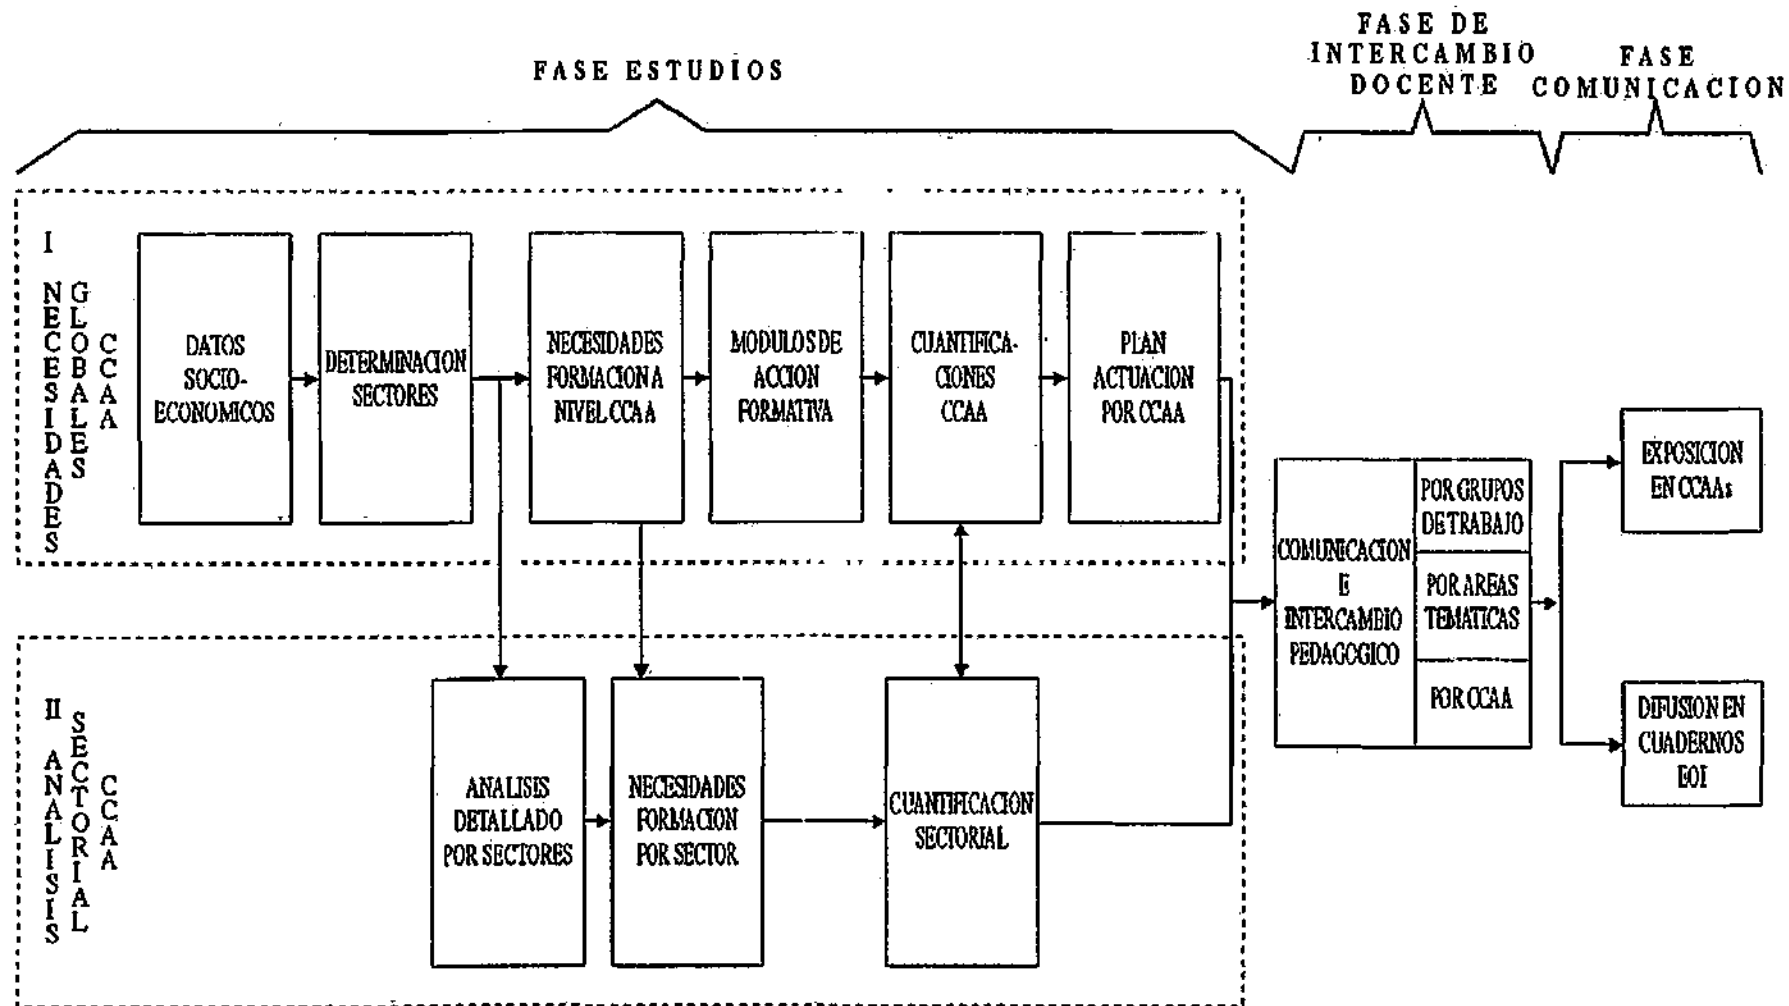 FASE ESTUDIOS
FASE DE
INTERCAMBIO
DOCENTE
FASE
COMUNICACION
I NECESIDADES
GLOBALES
CCAA
DATOS
SOCIO-
ECONOMICOS
DETERMINACION
SECTORES
NECESIDADES
FORMACION A
NIVEL CCAA
MODULOS DE
ACCION
FORMATIVA
CUANTIFICA-
CIONES
CCAA
PLAN
ACTUACION
POR CCAA
II ANALISIS
SECTORIAL
CCAA
ANALISIS
DETALLADO
POR SECTORES
NECESIDADES
FORMACION
POR SECTOR
CUANTIFICACION
SECTORIAL
COMUNICACION
E
INTERCAMBIO
PEDAGOGICO
POR GRUPOS
DE TRABAJO
POR AREAS
TEMATICAS
POR CCAA
EXPOSICION
EN CCAAs
DIFUSION EN
CUADERNOS
EOI